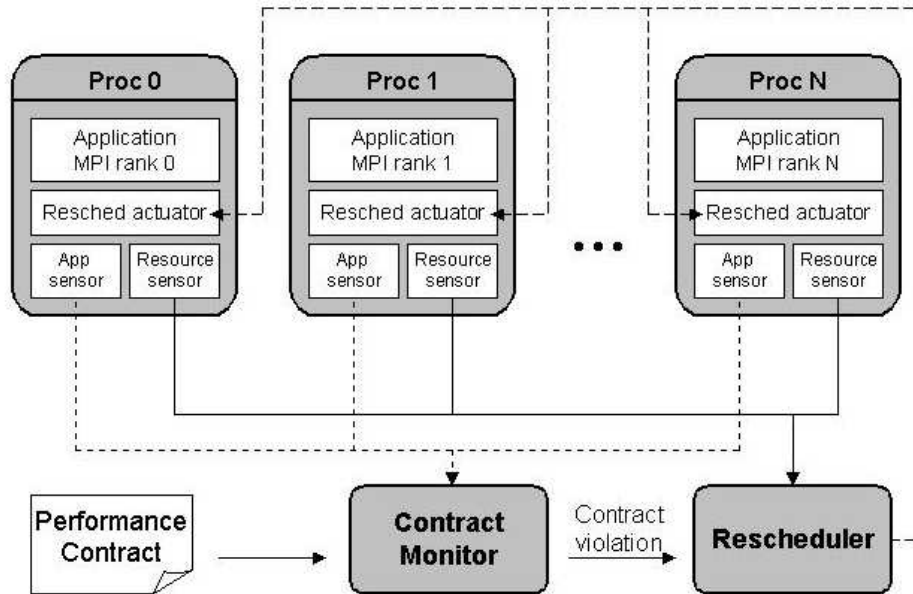 Proc 0
Application
MPI rank 0
Resched actuator
App
sensor
Resource
sensor
Proc 1
Application
MPI rank 1
Resched actuator
App
sensor
Resource
sensor
...
Proc N
Application
MPI rank N
Resched actuator
App
sensor
Resource
sensor
Performance
Contract
Contract
Monitor
Contract
violation
Rescheduler